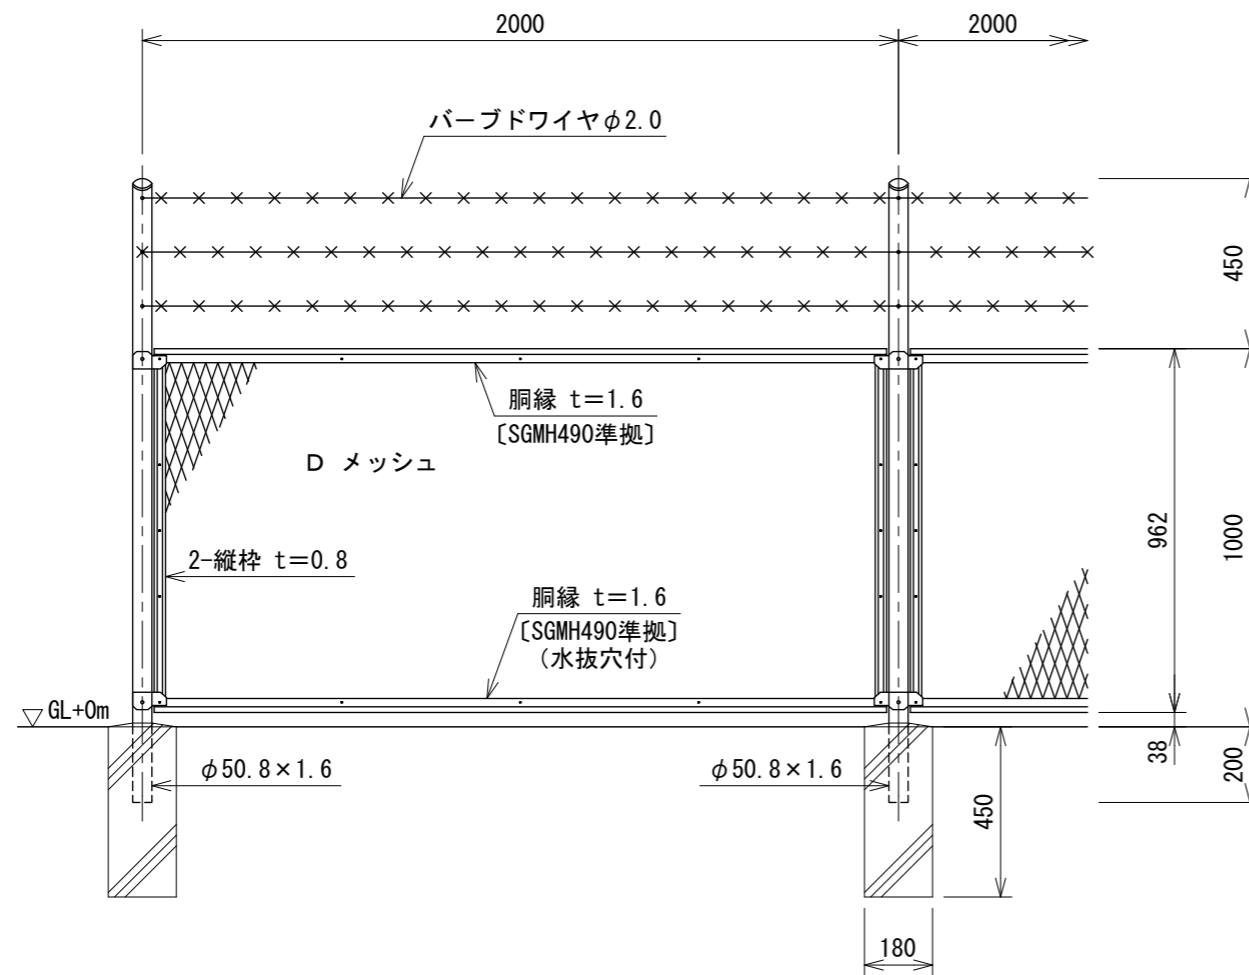 2000
2000
バーブドワイヤφ2.0
450
胴縁 t=1.6
〔SGMH490準拠〕
D メッシュ
962
1000
2-縦枠 t=0.8
胴縁 t=1.6
〔SGMH490準拠〕
(水抜穴付)
GL+0m
φ50.8×1.6
φ50.8×1.6
38
200
450
180